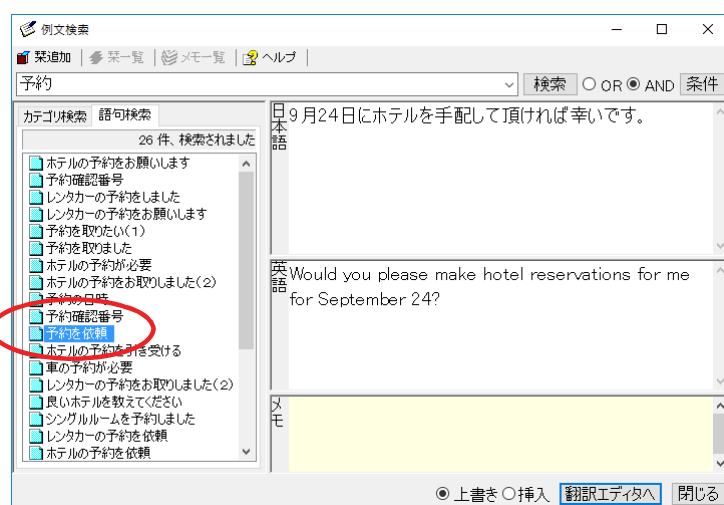 例文検索
栞追加 栞一覧 メモ一覧 ヘルプ
予約 検索 OR AND 条件
カテゴリ検索 語句検索
26 件、検索されました
ホテルの予約をお願いします
予約確認番号
レンタカーの予約をしました
レンタカーの予約をお願いします
予約を取りたい(1)
予約を取りました
ホテルの予約が必要
ホテルの予約をお取りしました(2)
予約の日時
予約確認番号
予約を依頼
ホテルの予約を引き受ける
車の予約が必要
レンタカーの予約をお取りしました(2)
良いホテルを教えてください
シングルルームを予約しました
レンタカーの予約を依頼
ホテルの予約を依頼
日本語
9月24日にホテルを手配して頂ければ幸いです。
英語
Would you please make hotel reservations for me
for September 24?
メモ
上書き 挿入 翻訳エディタへ 閉じる